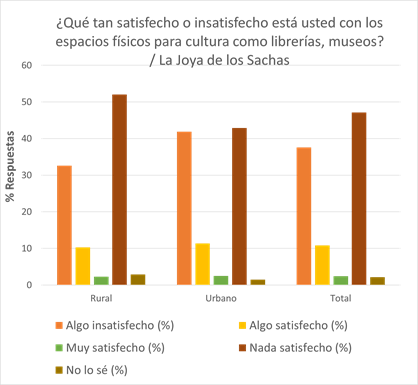 ¿Qué tan satisfecho o insatisfecho está usted con los
espacios físicos para cultura como librerías, museos?
/ La Joya de los Sachas
60
50
40
30
20
10
0
% Respuestas
Rural Urbano Total
Algo insatisfecho (%) Algo satisfecho (%)
Muy satisfecho (%) Nada satisfecho (%)
No lo sé (%)